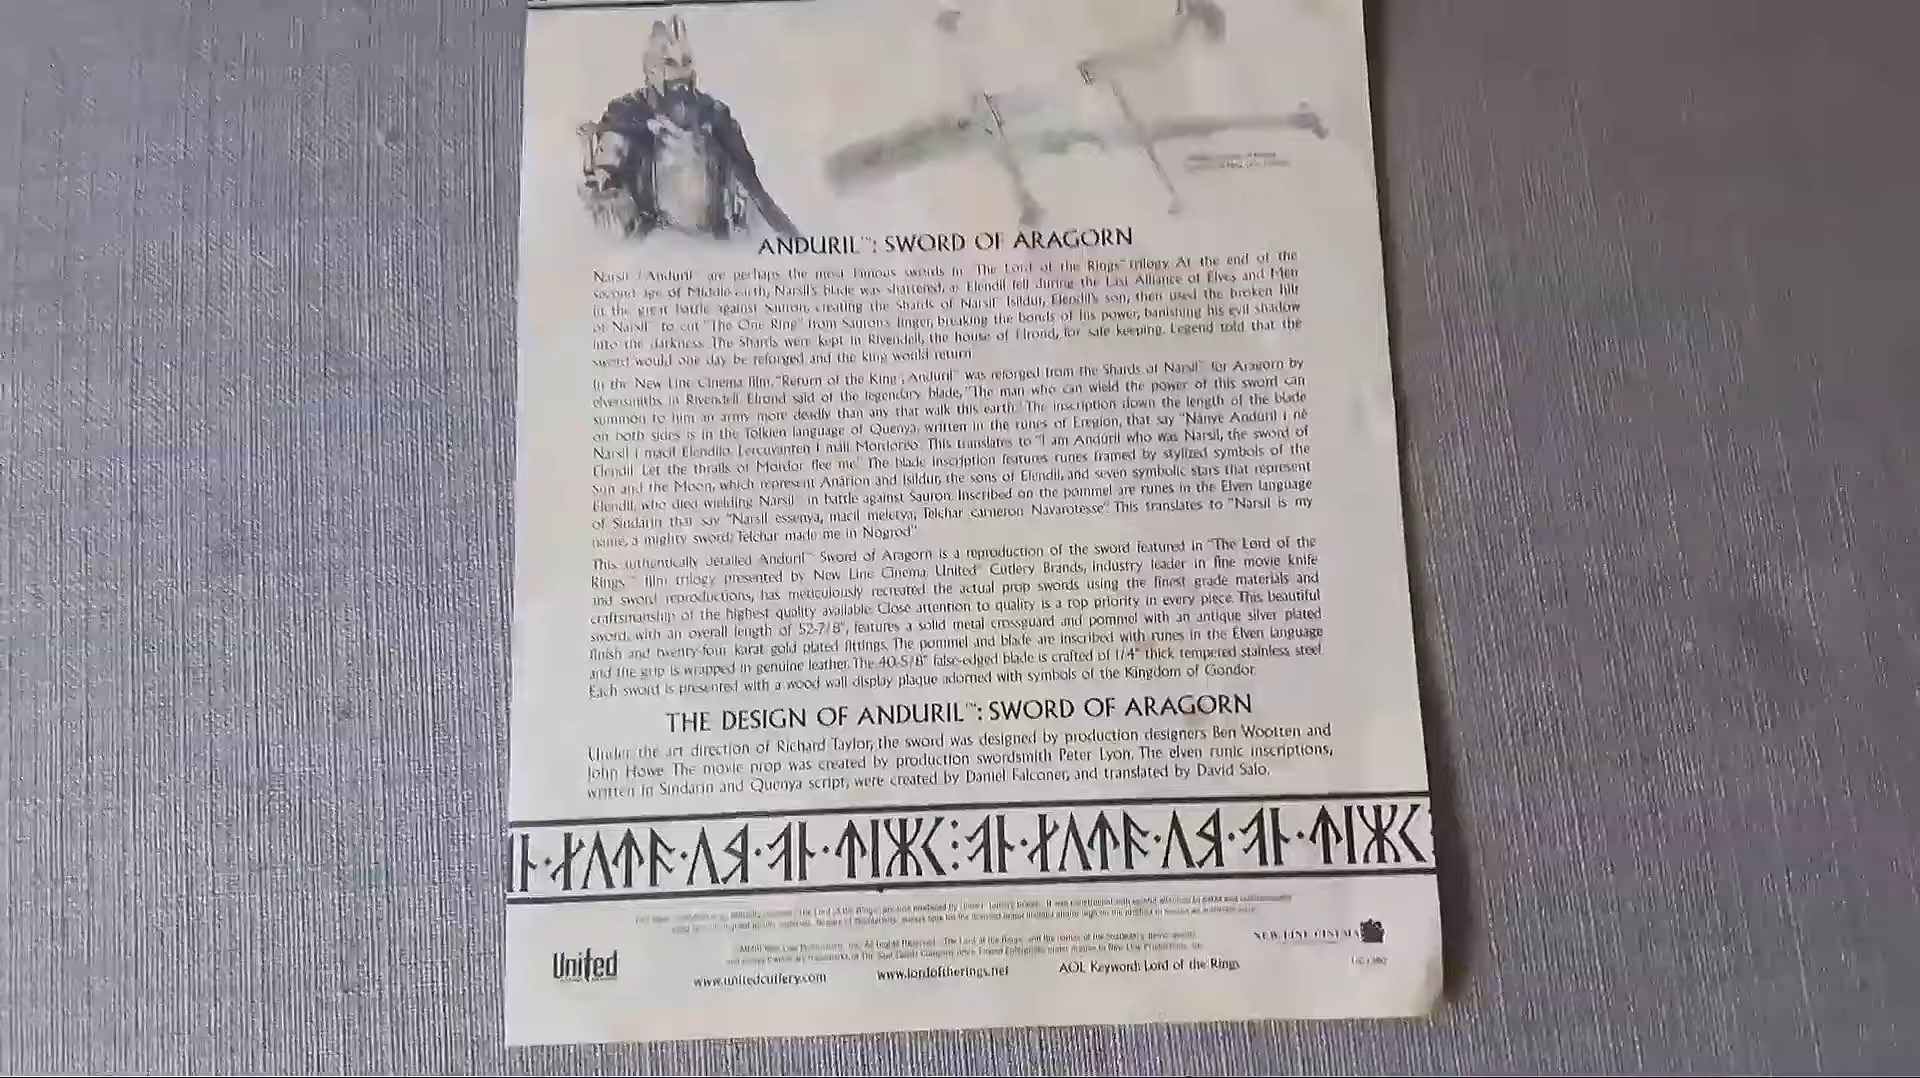 ANDURIL™: SWORD OF ARAGORN
Narsil / Anduril are perhaps the most famous swords in "The Lord of the Rings" trilogy. At the end of the
second age of Middle-earth, Narsil's blade was shattered, as Elendil fell during the Last Alliance of Elves and Men
in the great battle against Sauron, creating the Shards of Narsil. Isildur, Elendil's son, then used the broken hilt
of Narsil to cut "The One Ring" from Sauron's finger, breaking the bonds of his power, banishing his evil shadow
into the darkness. The Shards were kept in Rivendell, the house of Elrond, for safe keeping. Legend told that the
sword would one day be reforged and the king would return.
In the New Line Cinema film, "Return of the King", Anduril™ was reforged from the Shards of Narsil™ for Aragorn by
elvensmiths in Rivendell. Elrond said of the legendary blade, "The man who can wield the power of this sword can
summon to him an army more deadly than any that walk this earth." The inscription down the length of the blade
on both sides is in the Tolkien language of Quenya, written in the runes of Eregion, that say "Nányë Andúril i né
Narsil i macil Elendilo. Lercuvanten i máli Mordoreo. This translates to "I am Andúril who was Narsil, the sword of
Elendil. Let the thralls of Mordor flee me." The blade inscription features runes framed by stylized symbols of the
Sun and the Moon, which represent Anárion and Isildur, the sons of Elendil, and seven symbolic stars that represent
Elendil, who died wielding Narsil™ in battle against Sauron. Inscribed on the pommel are runes in the Elven language
of Sindarin that say "Narsil essenya, macil meletya; Telchar carneron Navarotesse". This translates to "Narsil is my
name, a mighty sword; Telchar made me in Nogrod"
This authentically detailed Anduril™ Sword of Aragorn is a reproduction of the sword featured in "The Lord of the
Rings™" film trilogy presented by New Line Cinema. United® Cutlery Brands, industry leader in fine movie knife
and sword reproductions, has meticulously recreated the actual prop swords using the finest grade materials and
craftsmanship of the highest quality available. Close attention to quality is a top priority in every piece. This beautiful
sword, with an overall length of 52-7/8", features a solid metal crossguard and pommel with an antique silver plated
finish and twenty-four karat gold plated fittings. The pommel and blade are inscribed with runes in the Elven language
and the grip is wrapped in genuine leather. The 40-5/8" false-edged blade is crafted of 1/4" thick tempered stainless steel.
Each sword is presented with a wood wall display plaque adorned with symbols of the Kingdom of Gondor.
THE DESIGN OF ANDURIL™: SWORD OF ARAGORN
Under the art direction of Richard Taylor, the sword was designed by production designers Ben Wootten and
John Howe. The movie prop was created by production swordsmith Peter Lyon. The elven runic inscriptions,
written in Sindarin and Quenya script, were created by Daniel Falconer, and translated by David Salo.
NEW LINE CINEMA
United
www.unitedcutlery.com
www.lordoftherings.net
AOL Keyword: Lord of the Rings